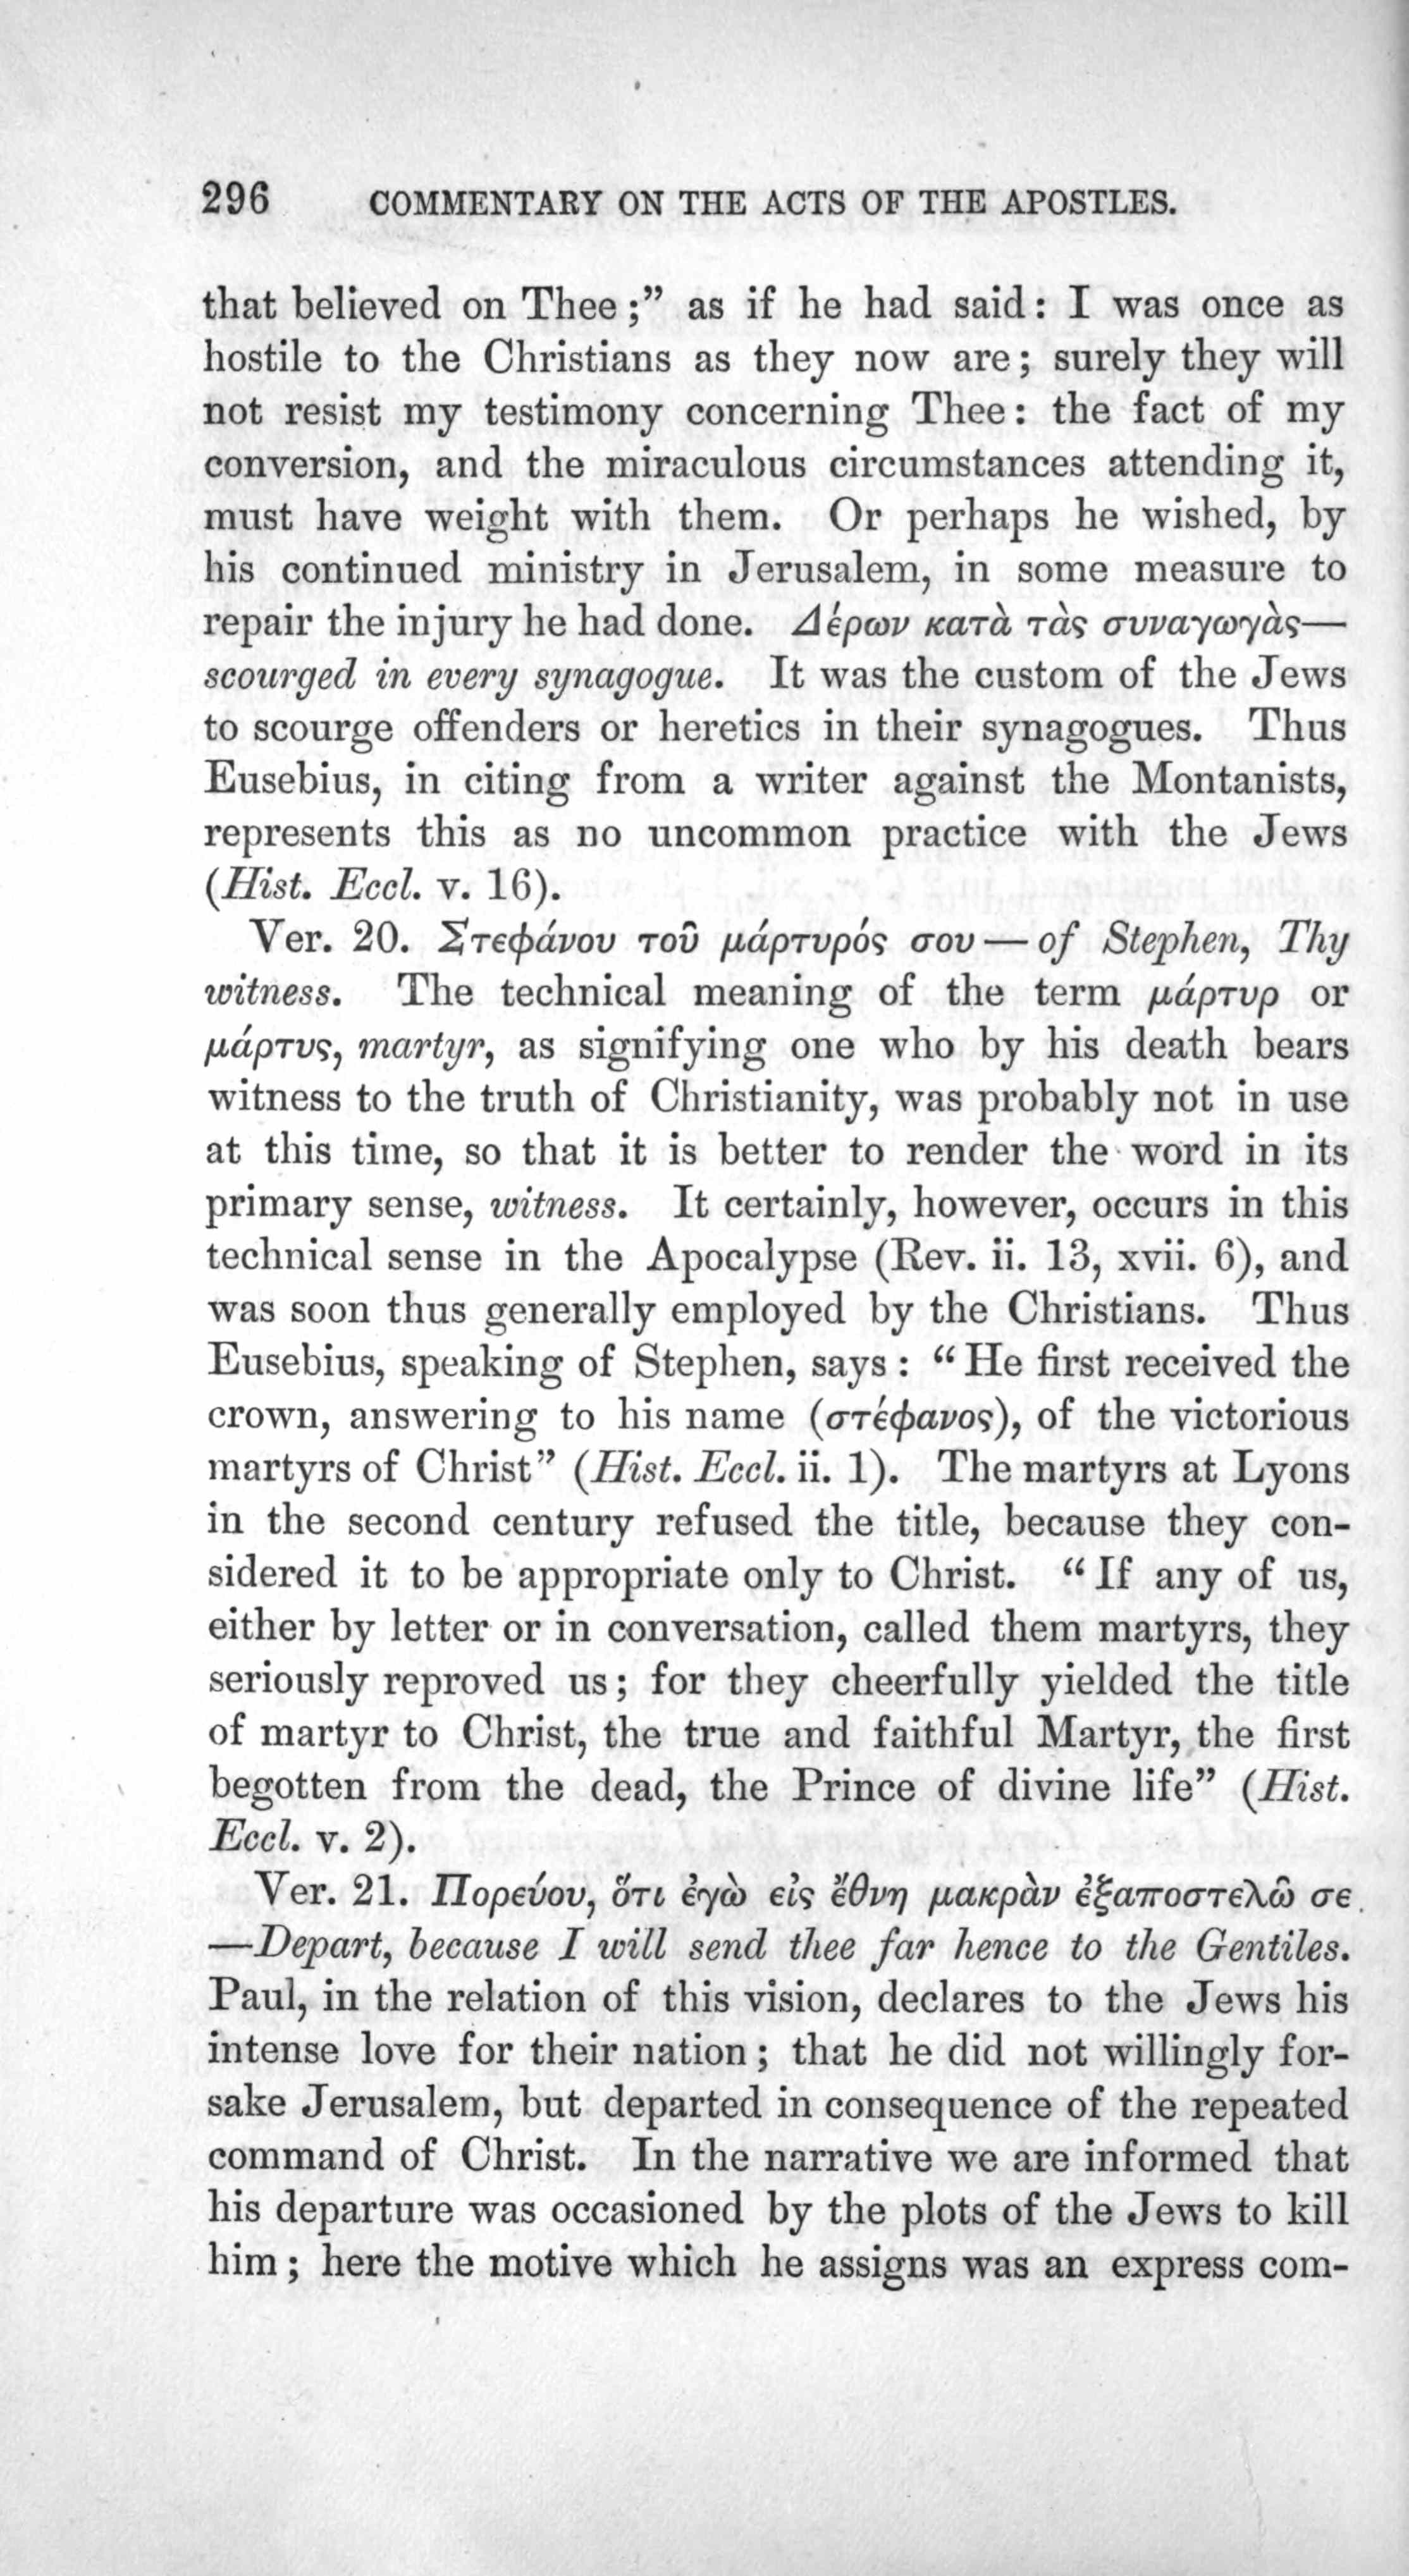 296 COMMENTARY ON THE ACTS OF THE APOSTLES.
that believed on Thee;” as if he had said: I was once as
hostile to the Christians as they now are; surely they will
not resist my testimony concerning Thee: the fact of my
conversion, and the miraculous circumstances attending it,
must have weight with them. Or perhaps he wished, by
his continued ministry in Jerusalem, in some measure to
repair the injury he had done. Δέρων κατὰ τὰς συναγωγὰς—
scourged in every synagogue. It was the custom of the Jews
to scourge offenders or heretics in their synagogues. Thus
Eusebius, in citing from a writer against the Montanists,
represents this as no uncommon practice with the Jews
(Hist. Eccl. v. 16).
Ver. 20. Στεφάνου τοῦ μάρτυρός σου—of Stephen, Thy
witness. The technical meaning of the term μάρτυρ or
μάρτυς, martyr, as signifying one who by his death bears
witness to the truth of Christianity, was probably not in use
at this time, so that it is better to render the word in its
primary sense, witness. It certainly, however, occurs in this
technical sense in the Apocalypse (Rev. ii. 13, xvii. 6), and
was soon thus generally employed by the Christians. Thus
Eusebius, speaking of Stephen, says: “He first received the
crown, answering to his name (στέφανος), of the victorious
martyrs of Christ” (Hist. Eccl. ii. 1). The martyrs at Lyons
in the second century refused the title, because they con-
sidered it to be appropriate only to Christ. “If any of us,
either by letter or in conversation, called them martyrs, they
seriously reproved us; for they cheerfully yielded the title
of martyr to Christ, the true and faithful Martyr, the first
begotten from the dead, the Prince of divine life” (Hist.
Eccl. v. 2).
Ver. 21. Πορεύου, ὅτι ἐγὼ εἰς ἔθνη μακρὰν ἐξαποστελῶ σε.
—Depart, because I will send thee far hence to the Gentiles.
Paul, in the relation of this vision, declares to the Jews his
intense love for their nation; that he did not willingly for-
sake Jerusalem, but departed in consequence of the repeated
command of Christ. In the narrative we are informed that
his departure was occasioned by the plots of the Jews to kill
him; here the motive which he assigns was an express com-